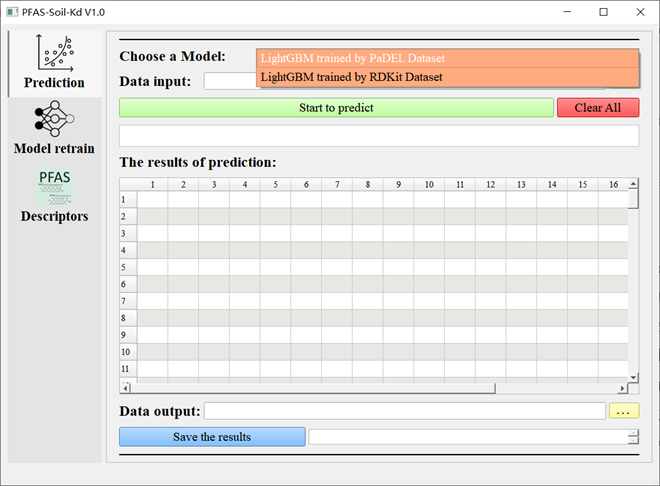 PFAS-Soil-Kd V1.0
Prediction
Model retrain
PFAS
Descriptors
Choose a Model:
LightGBM trained by PaDEL Dataset
LightGBM trained by RDKit Dataset
Data input:
Start to predict
Clear All
The results of prediction:
1 2 3 4 5 6 7 8 9 10 11 12 13 14 15 16
1
2
3
4
5
6
7
8
9
10
11
Data output:
...
Save the results